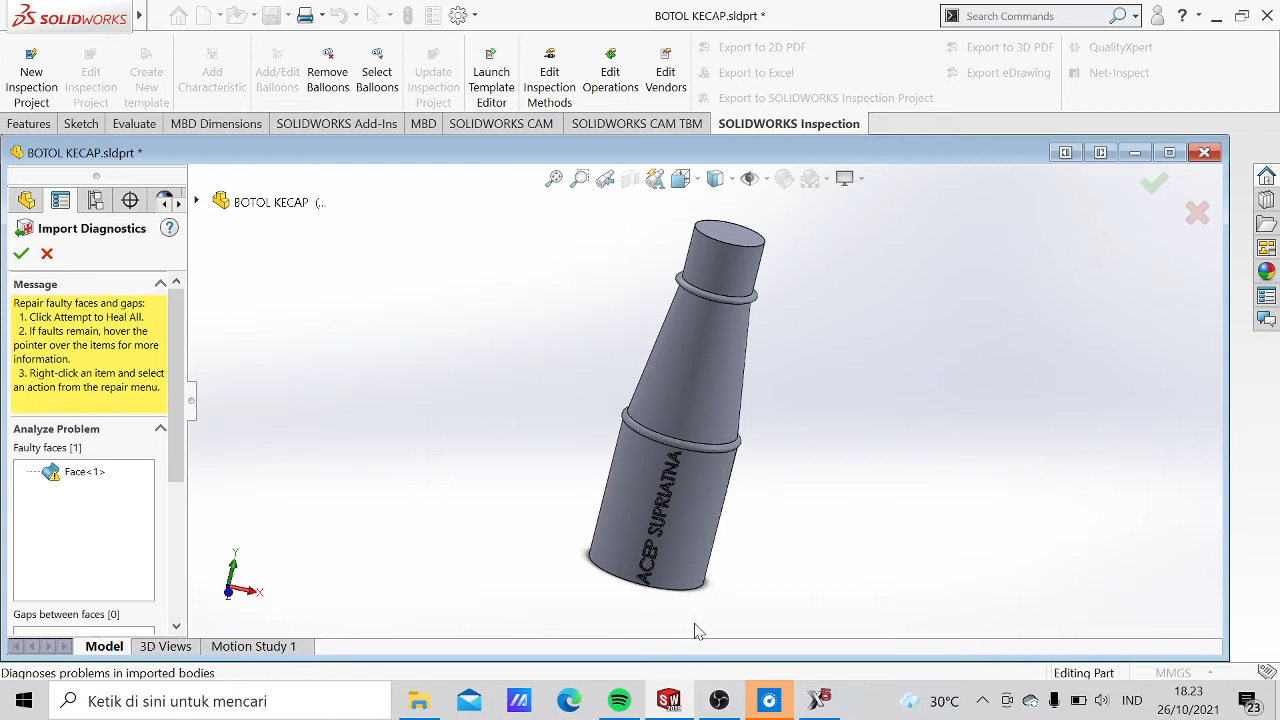 SOLIDWORKS
BOTOL KECAP.sldprt *
Search Commands
New Inspection Project
Edit Inspection Project
Create New template
Add Characteristic
Add/Edit Balloons
Remove Balloons
Select Balloons
Update Inspection Project
Launch Template Editor
Edit Inspection Methods
Edit Operations
Edit Vendors
Export to 2D PDF
Export to Excel
Export to SOLIDWORKS Inspection Project
Export to 3D PDF
Export eDrawing
QualityXpert
Net-Inspect
Features
Sketch
Evaluate
MBD Dimensions
SOLIDWORKS Add-Ins
MBD
SOLIDWORKS CAM
SOLIDWORKS CAM TBM
SOLIDWORKS Inspection
BOTOL KECAP.sldprt *
BOTOL KECAP (...
Import Diagnostics
Message
Repair faulty faces and gaps:
1. Click Attempt to Heal All.
2. If faults remain, hover the
pointer over the items for more
information.
3. Right-click an item and select
an action from the repair menu.
Analyze Problem
Faulty faces [1]
Face<1>
Gaps between faces [0]
ACEP SUPRIATNA
Y
X
Z
Model
3D Views
Motion Study 1
Diagnoses problems in imported bodies
Editing Part
MMGS
Ketik di sini untuk mencari
30°C
IND
18.23
26/10/2021
23